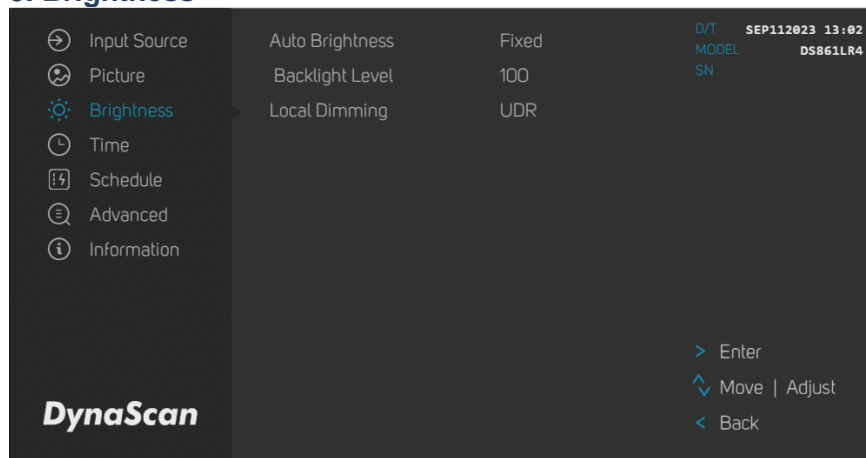 Brightness
Input Source
Picture
Brightness
Time
Schedule
Advanced
Information
DynaScan
Auto Brightness Fixed
Backlight Level 100
Local Dimming UDR
D/T SEP112023 13:02
MODEL DS861LR4
SN
> Enter
Move | Adjust
< Back